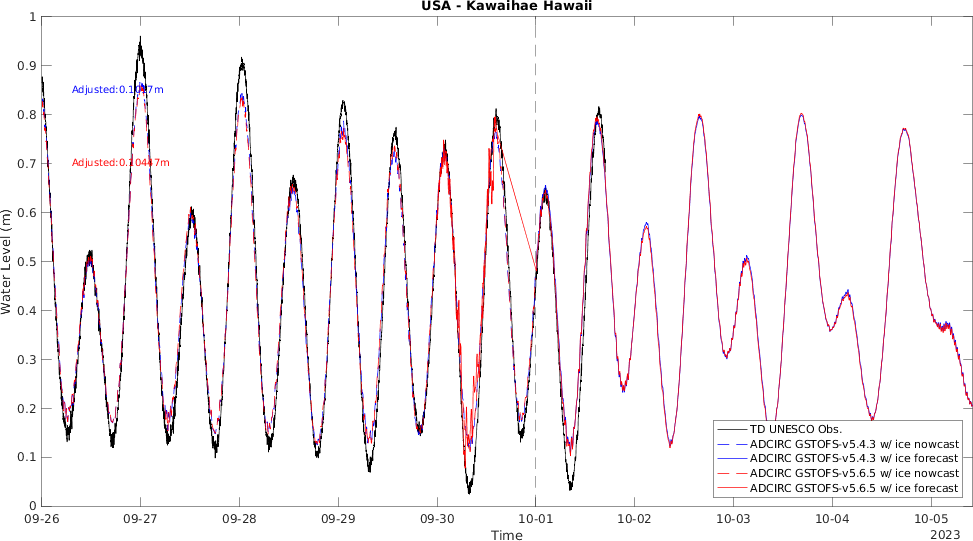 USA - Kawaihae Hawaii
1
0.9
0.8
0.7
0.6
0.5
0.4
0.3
0.2
0.1
0
Water Level (m)
Adjusted:0.1047m
Adjusted:0.10447m
TD UNESCO Obs.
ADCIRC GSTOFS-v5.4.3 w/ ice nowcast
ADCIRC GSTOFS-v5.4.3 w/ ice forecast
ADCIRC GSTOFS-v5.6.5 w/ ice nowcast
ADCIRC GSTOFS-v5.6.5 w/ ice forecast
09-26 09-27 09-28 09-29 09-30 10-01 10-02 10-03 10-04 10-05
Time
2023